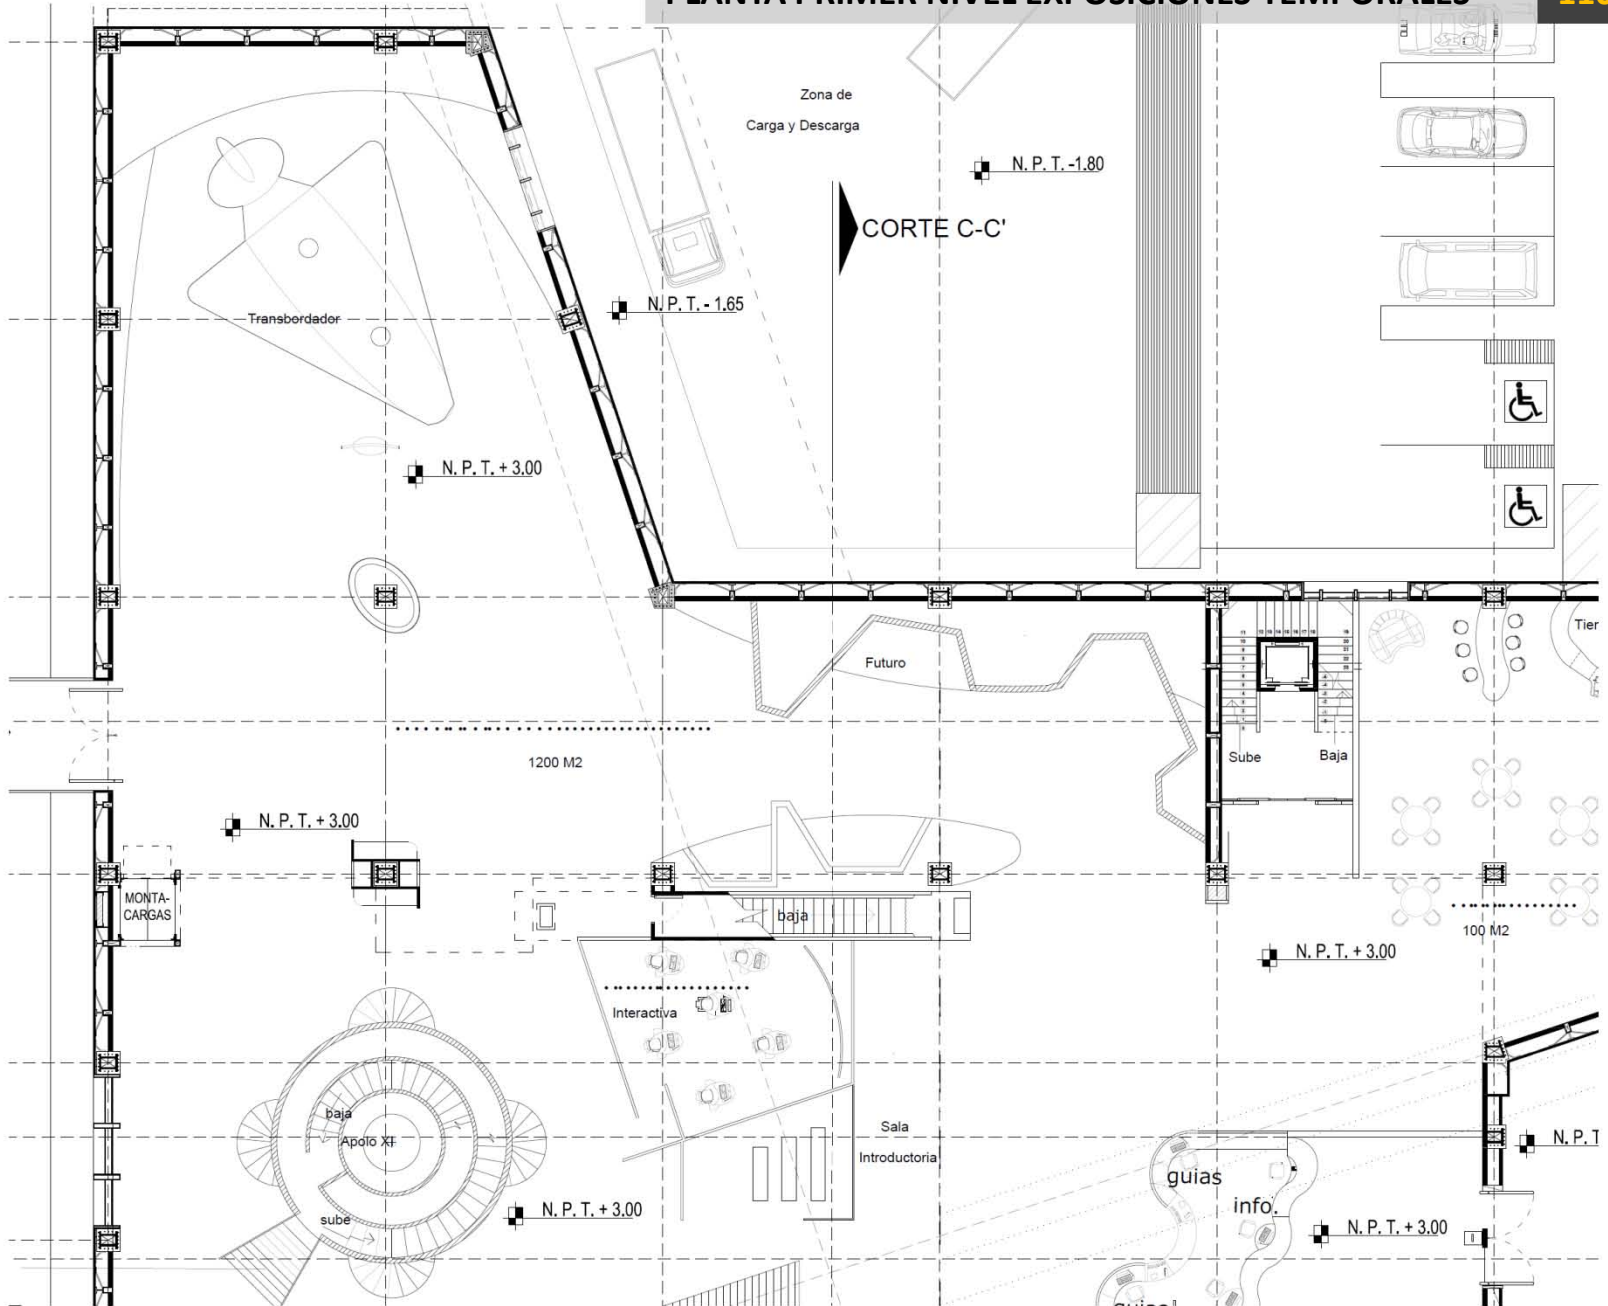 PLANTA PRIMER NIVEL EXPOSICIONES TEMPORALES
Zona de
Carga y Descarga
N. P. T. -1.80
CORTE C-C'
N. P. T. - 1.65
Transbordador
N. P. T. + 3.00
Futuro
Tier
1200 M2
Sube
Baja
N. P. T. + 3.00
MONTA-
CARGAS
baja
100 M2
N. P. T. + 3.00
Interactiva
baja
Apolo XI
Sala
Introductoria
N. P. T
guias
info.
sube
N. P. T. + 3.00
N. P. T. + 3.00